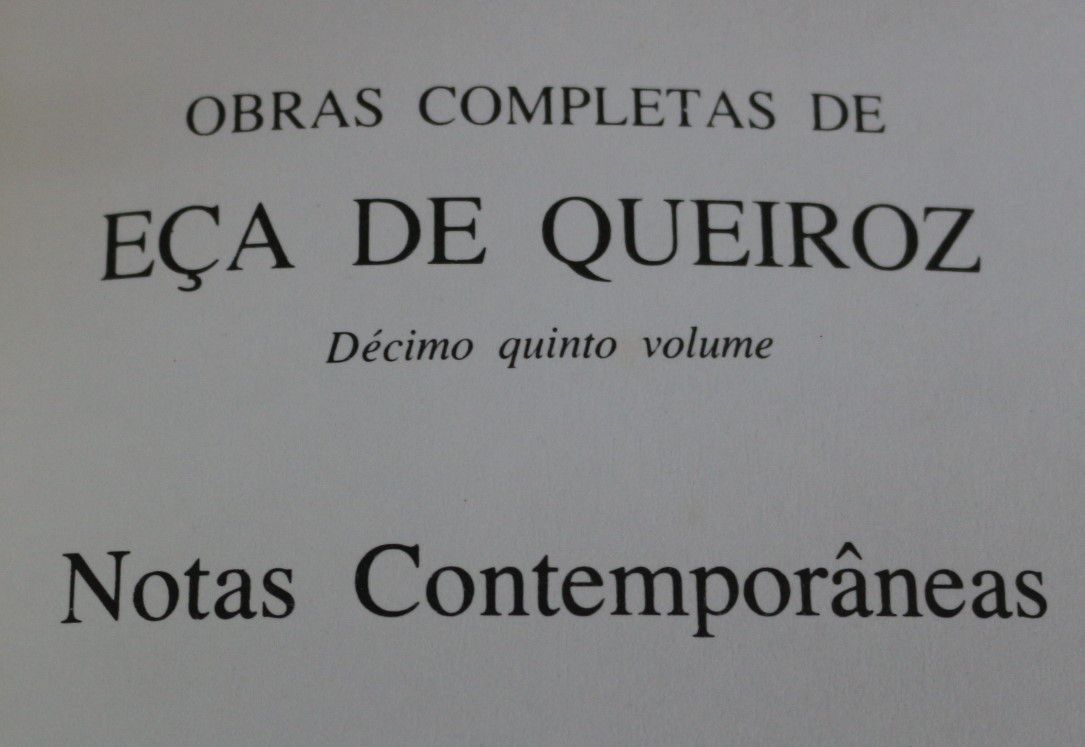 OBRAS COMPLETAS DE
EÇA DE QUEIROZ
Décimo quinto volume
Notas Contemporâneas